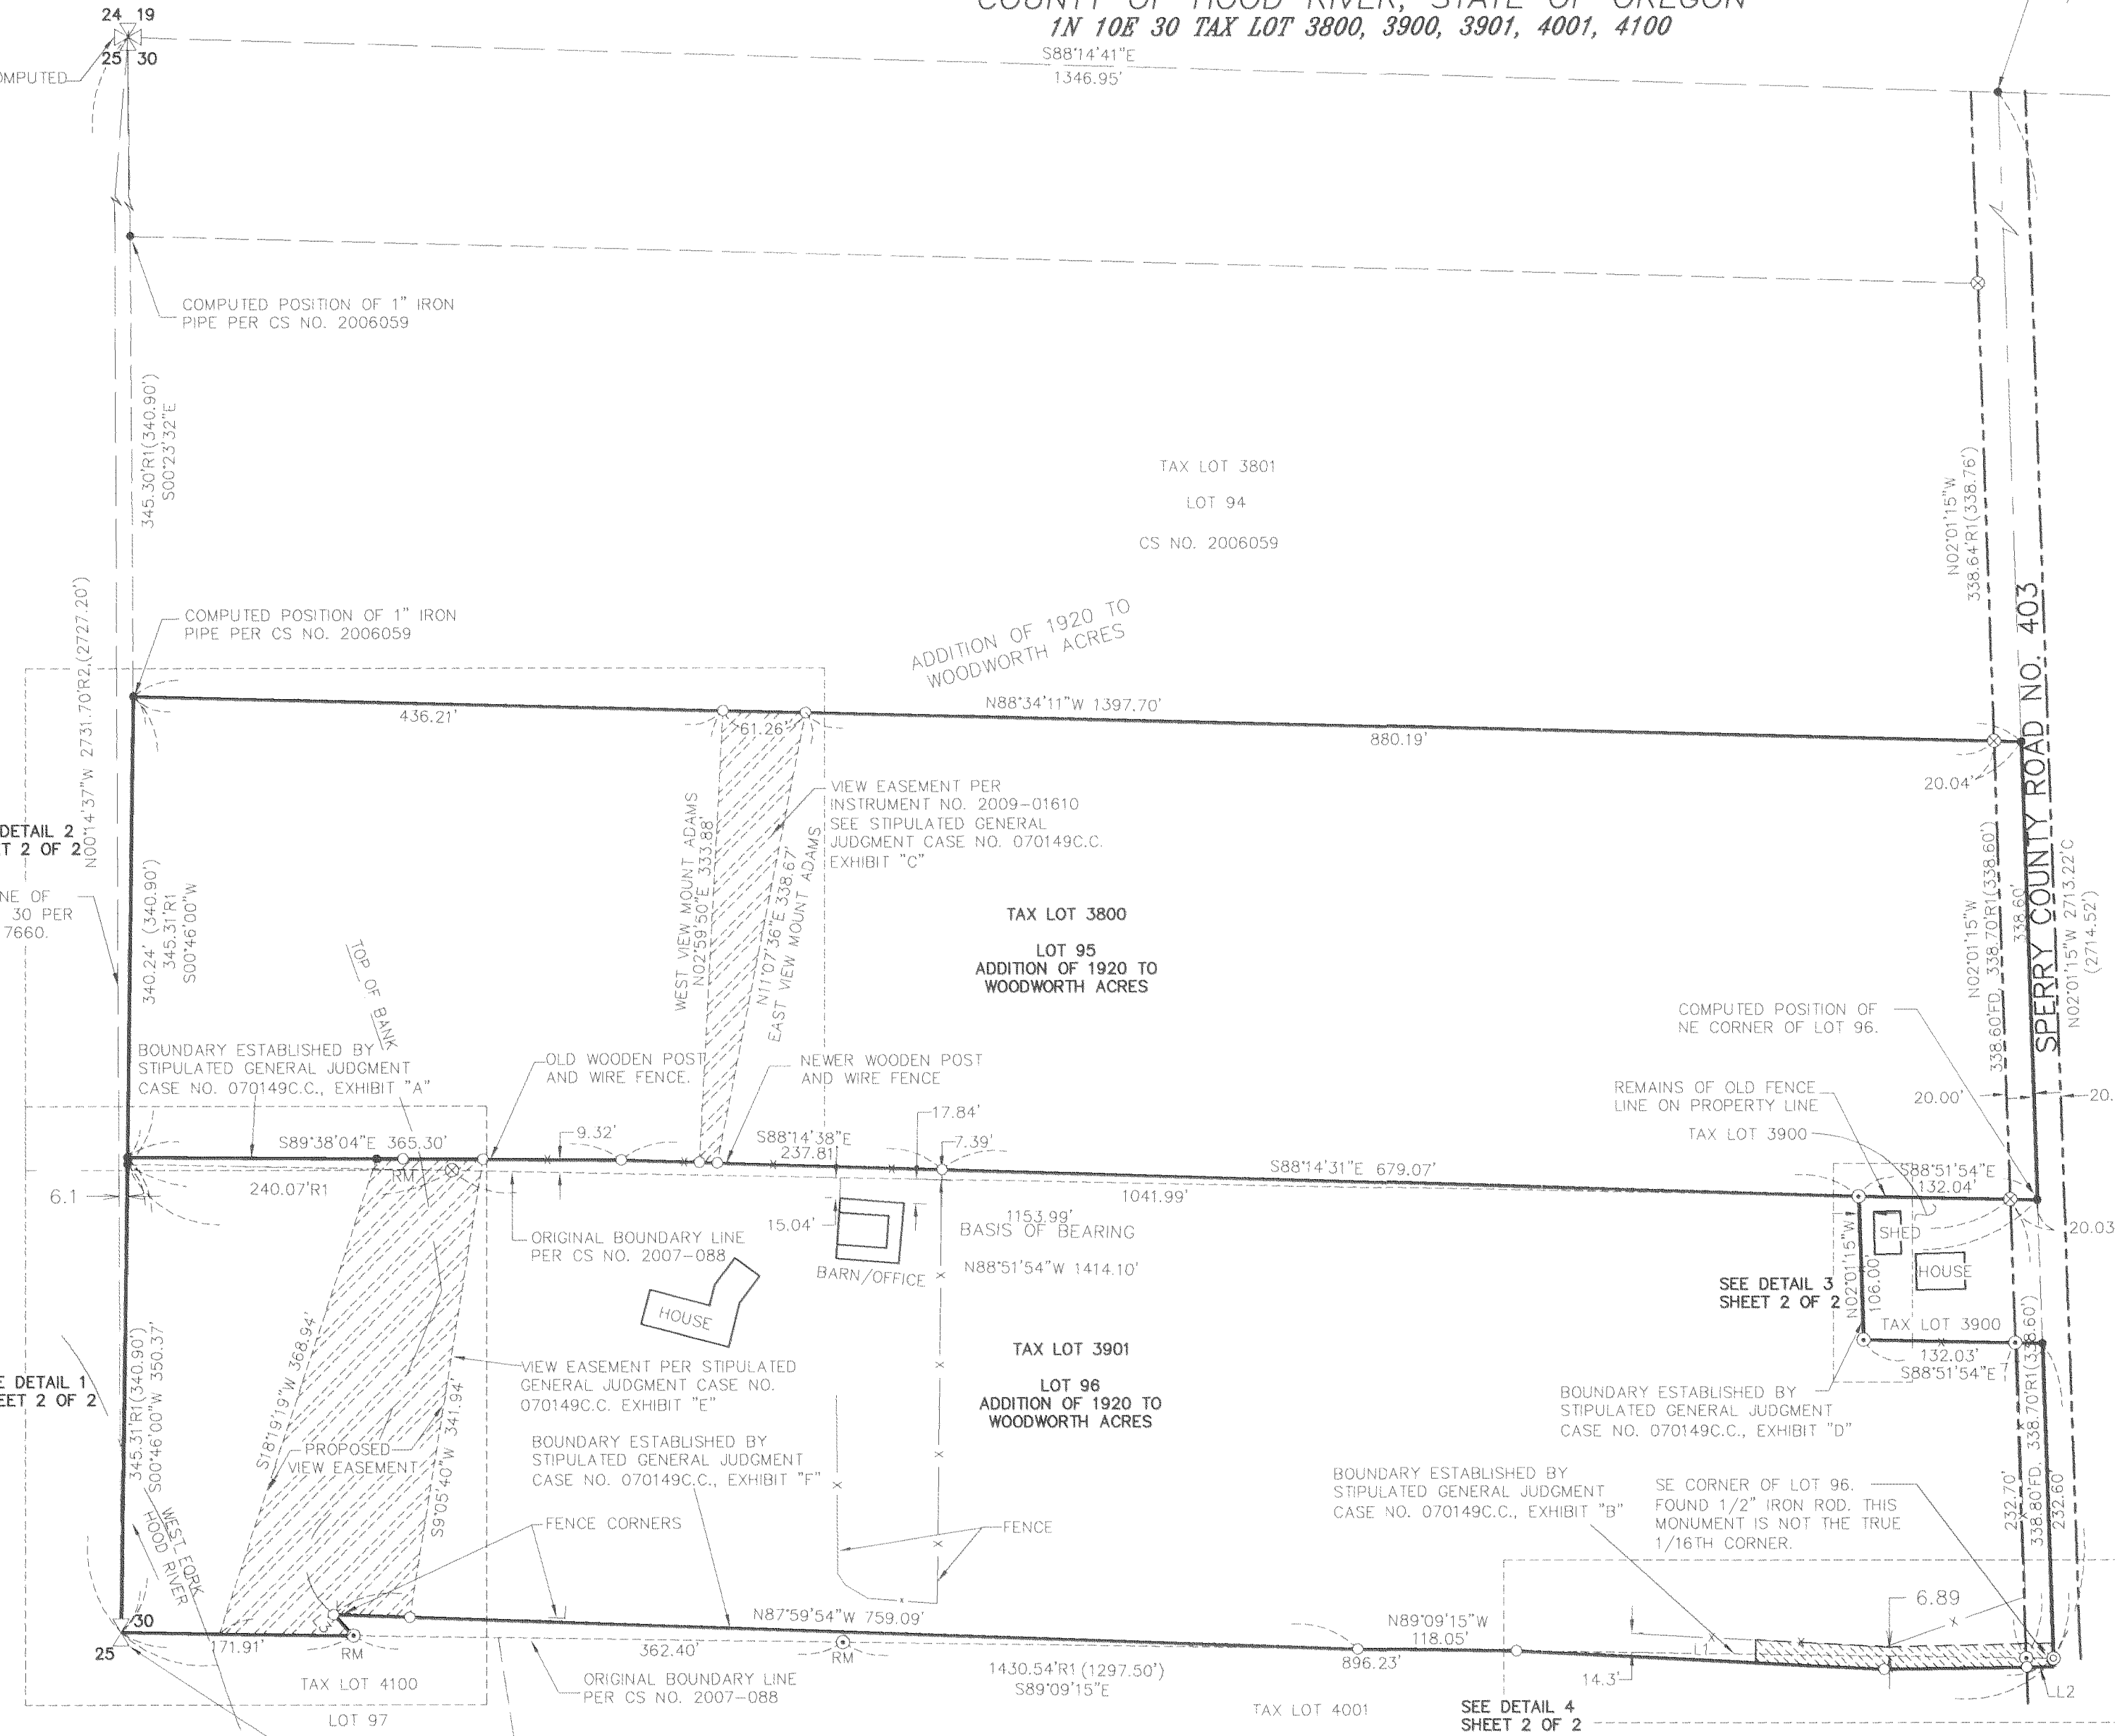 COUNTY OF HOOD RIVER, STATE OF OREGON
1N 10E 30 TAX LOT 3800, 3900, 3901, 4001, 4100
24 19
25 30
OMPUTED
S88°14'41"E
1346.95'
COMPUTED POSITION OF 1" IRON
PIPE PER CS NO. 2006059
345.30'R1(340.90')
S00°23'32"E
TAX LOT 3801
LOT 94
CS NO. 2006059
N02°01'15"W
338.64'R1(338.76')
N00°14'37"W 2731.70'R2,(2727.20')
COMPUTED POSITION OF 1" IRON
PIPE PER CS NO. 2006059
ADDITION OF 1920 TO
WOODWORTH ACRES
SPERRY COUNTY ROAD NO. 403
N02°01'15"W 2713.22'C
(2714.52')
436.21'
61.26'
N88°34'11"W 1397.70'
880.19'
20.04'
VIEW EASEMENT PER
INSTRUMENT NO. 2009-01610
SEE STIPULATED GENERAL
JUDGMENT CASE NO. 070149C.C.
EXHIBIT "C"
WEST VIEW MOUNT ADAMS
N02°59'50"E 333.88'
N11°07'36"E 338.67'
EAST VIEW MOUNT ADAMS
DETAIL 2
T 2 OF 2
NE OF
30 PER
7660.
340.24' (340.90')
345.31'R1
S00°46'00"W
TOP OF BANK
TAX LOT 3800
LOT 95
ADDITION OF 1920 TO
WOODWORTH ACRES
N02°01'15"W
338.60'FD, 338.70'R1(338.60')
338.60'
COMPUTED POSITION OF
NE CORNER OF LOT 96.
BOUNDARY ESTABLISHED BY
STIPULATED GENERAL JUDGMENT
CASE NO. 070149C.C., EXHIBIT "A"
OLD WOODEN POST
AND WIRE FENCE.
NEWER WOODEN POST
AND WIRE FENCE
REMAINS OF OLD FENCE
LINE ON PROPERTY LINE
20.00'
20.
TAX LOT 3900
S89°38'04"E 365.30'
9.32'
S88°14'38"E
237.81'
17.84'
7.39'
S88°14'31"E 679.07'
S88°51'54"E
132.04'
RM
6.1
240.07'R1
1041.99'
15.04'
1153.99'
BASIS OF BEARING
N88°51'54"W 1414.10'
20.03
ORIGINAL BOUNDARY LINE
PER CS NO. 2007-088
BARN/OFFICE
HOUSE
SHED
HOUSE
N02°01'15"W
106.00'
SEE DETAIL 3
SHEET 2 OF 2
TAX LOT 3900
132.03'
S88°51'54"E
E DETAIL 1
EET 2 OF 2
345.31'R1(340.90')
S00°46'00"W 350.37'
S18°19'19"W 368.94'
S9°05'40"W 341.94'
VIEW EASEMENT PER STIPULATED
GENERAL JUDGMENT CASE NO.
070149C.C. EXHIBIT "E"
TAX LOT 3901
LOT 96
ADDITION OF 1920 TO
WOODWORTH ACRES
BOUNDARY ESTABLISHED BY
STIPULATED GENERAL JUDGMENT
CASE NO. 070149C.C., EXHIBIT "D"
PROPOSED
VIEW EASEMENT
BOUNDARY ESTABLISHED BY
STIPULATED GENERAL JUDGMENT
CASE NO. 070149C.C., EXHIBIT "F"
BOUNDARY ESTABLISHED BY
STIPULATED GENERAL JUDGMENT
CASE NO. 070149C.C., EXHIBIT "B"
SE CORNER OF LOT 96.
FOUND 1/2" IRON ROD. THIS
MONUMENT IS NOT THE TRUE
1/16TH CORNER.
232.70'
338.80'FD, 338.70'R1(338.60')
232.60'
WEST FORK
HOOD RIVER
FENCE CORNERS
FENCE
6.89
30
25
171.91'
RM
N87°59'54"W 759.09'
362.40'
RM
N89°09'15"W
118.05'
L1
896.23'
14.3'
L2
1430.54'R1 (1297.50')
S89°09'15"E
TAX LOT 4100
LOT 97
ORIGINAL BOUNDARY LINE
PER CS NO. 2007-088
TAX LOT 4001
SEE DETAIL 4
SHEET 2 OF 2